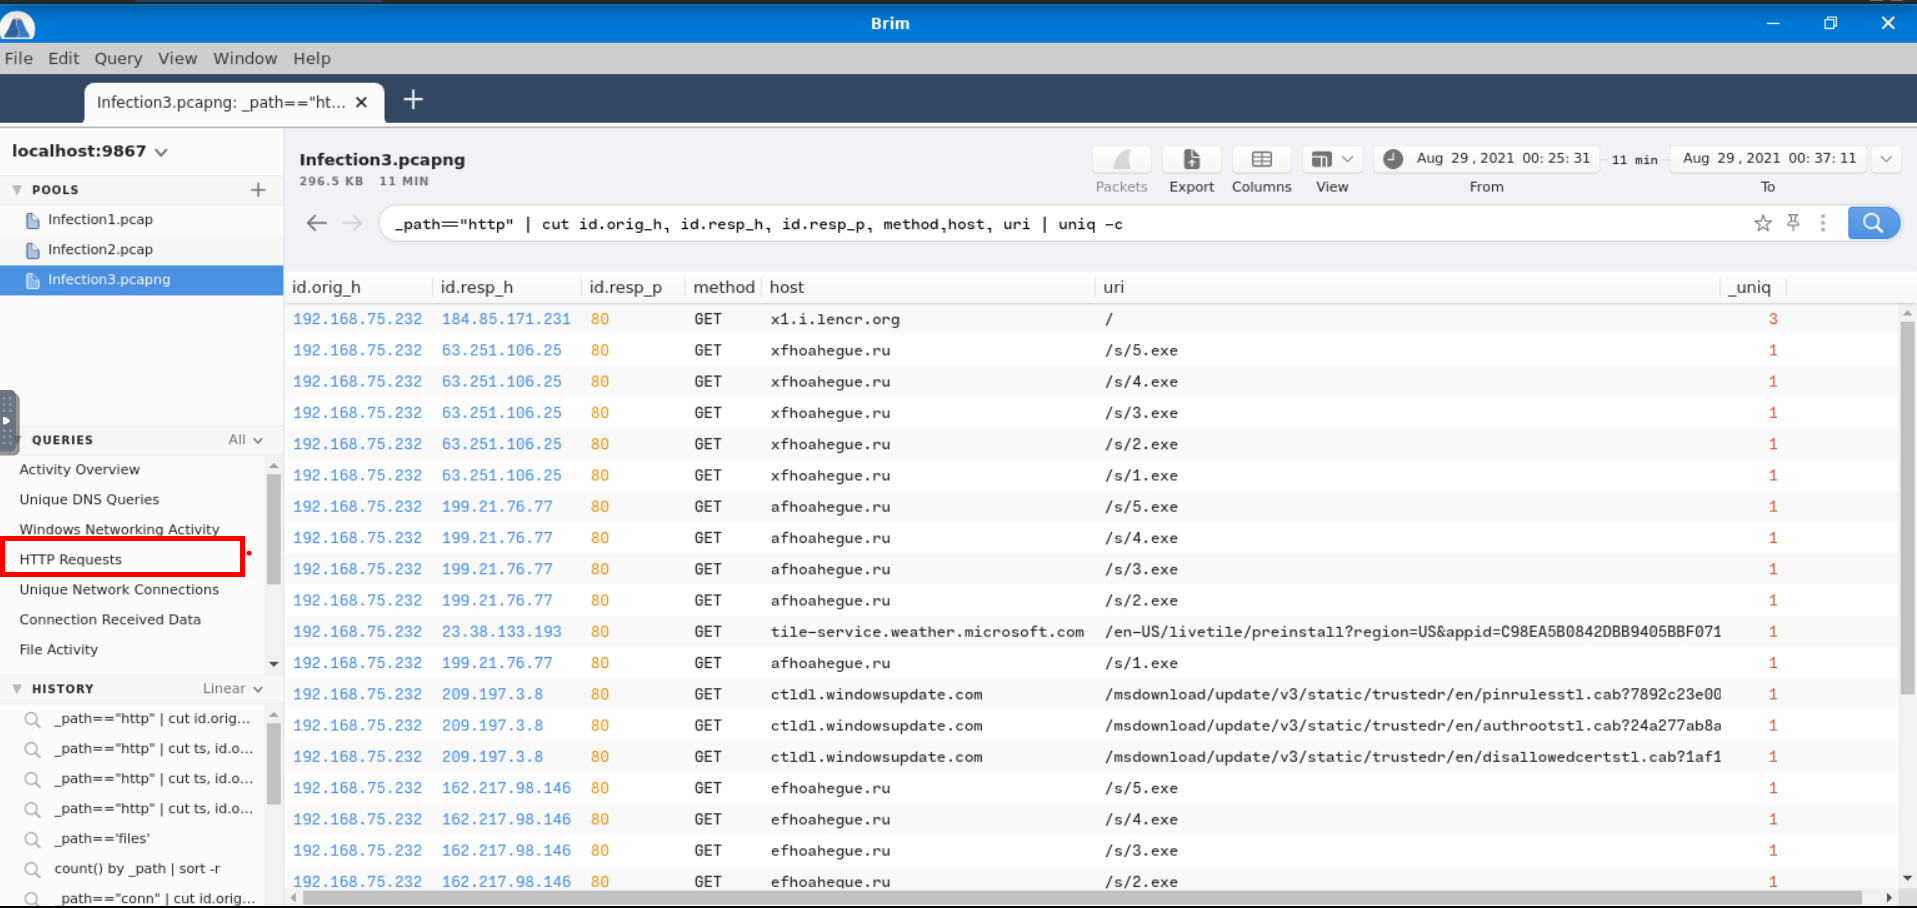 Brim
File Edit Query View Window Help
Infection3.pcapng: _path=="ht... ✕ +
localhost:9867
POOLS +
Infection1.pcap
Infection2.pcap
Infection3.pcapng
QUERIES All
Activity Overview
Unique DNS Queries
Windows Networking Activity
HTTP Requests
Unique Network Connections
Connection Received Data
File Activity
HISTORY Linear
_path=="http" | cut id.orig...
_path=="http" | cut ts, id.o...
_path=="http" | cut ts, id.o...
_path=="http" | cut ts, id.o...
_path=='files'
count() by _path | sort -r
_path=="conn" | cut id.orig...
Infection3.pcapng
296.5 KB 11 MIN
Packets Export Columns View
Aug 29 , 2021 00: 25: 31 11 min Aug 29 , 2021 00: 37: 11
From To
_path=="http" | cut id.orig_h, id.resp_h, id.resp_p, method,host, uri | uniq -c
id.orig_h id.resp_h id.resp_p method host uri _uniq
192.168.75.232 184.85.171.231 80 GET x1.i.lencr.org / 3
192.168.75.232 63.251.106.25 80 GET xfhoahegue.ru /s/5.exe 1
192.168.75.232 63.251.106.25 80 GET xfhoahegue.ru /s/4.exe 1
192.168.75.232 63.251.106.25 80 GET xfhoahegue.ru /s/3.exe 1
192.168.75.232 63.251.106.25 80 GET xfhoahegue.ru /s/2.exe 1
192.168.75.232 63.251.106.25 80 GET xfhoahegue.ru /s/1.exe 1
192.168.75.232 199.21.76.77 80 GET afhoahegue.ru /s/5.exe 1
192.168.75.232 199.21.76.77 80 GET afhoahegue.ru /s/4.exe 1
192.168.75.232 199.21.76.77 80 GET afhoahegue.ru /s/3.exe 1
192.168.75.232 199.21.76.77 80 GET afhoahegue.ru /s/2.exe 1
192.168.75.232 23.38.133.193 80 GET tile-service.weather.microsoft.com /en-US/livetile/preinstall?region=US&appid=C98EA5B0842DBB9405BBF071 1
192.168.75.232 199.21.76.77 80 GET afhoahegue.ru /s/1.exe 1
192.168.75.232 209.197.3.8 80 GET ctldl.windowsupdate.com /msdownload/update/v3/static/trustedr/en/pinrulesstl.cab?7892c23e00 1
192.168.75.232 209.197.3.8 80 GET ctldl.windowsupdate.com /msdownload/update/v3/static/trustedr/en/authrootstl.cab?24a277ab8a 1
192.168.75.232 209.197.3.8 80 GET ctldl.windowsupdate.com /msdownload/update/v3/static/trustedr/en/disallowedcertstl.cab?1af1 1
192.168.75.232 162.217.98.146 80 GET efhoahegue.ru /s/5.exe 1
192.168.75.232 162.217.98.146 80 GET efhoahegue.ru /s/4.exe 1
192.168.75.232 162.217.98.146 80 GET efhoahegue.ru /s/3.exe 1
192.168.75.232 162.217.98.146 80 GET efhoahegue.ru /s/2.exe 1